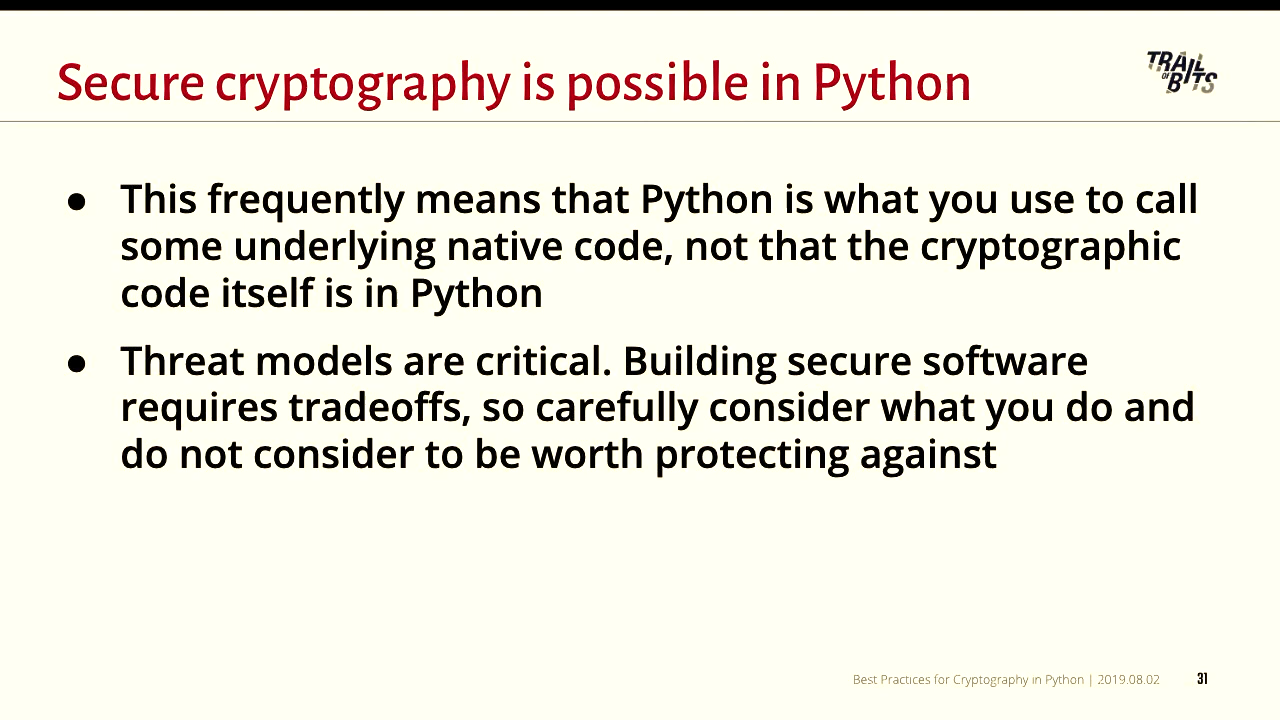 Secure cryptography is possible in Python
TRAIL
OF
BITS
● This frequently means that Python is what you use to call
some underlying native code, not that the cryptographic
code itself is in Python
● Threat models are critical. Building secure software
requires tradeoffs, so carefully consider what you do and
do not consider to be worth protecting against
Best Practices for Cryptography in Python | 2019.08.02 31